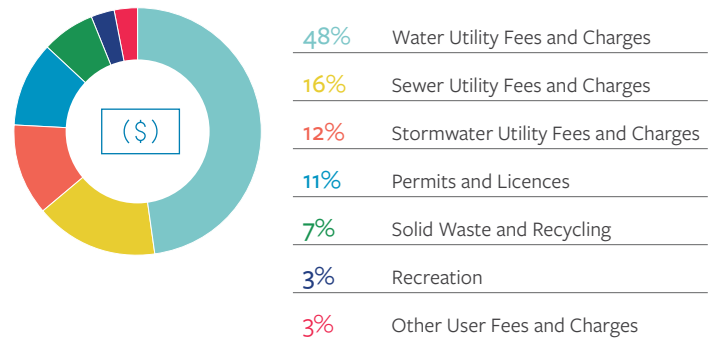 ($)
48% Water Utility Fees and Charges
16% Sewer Utility Fees and Charges
12% Stormwater Utility Fees and Charges
11% Permits and Licences
7% Solid Waste and Recycling
3% Recreation
3% Other User Fees and Charges